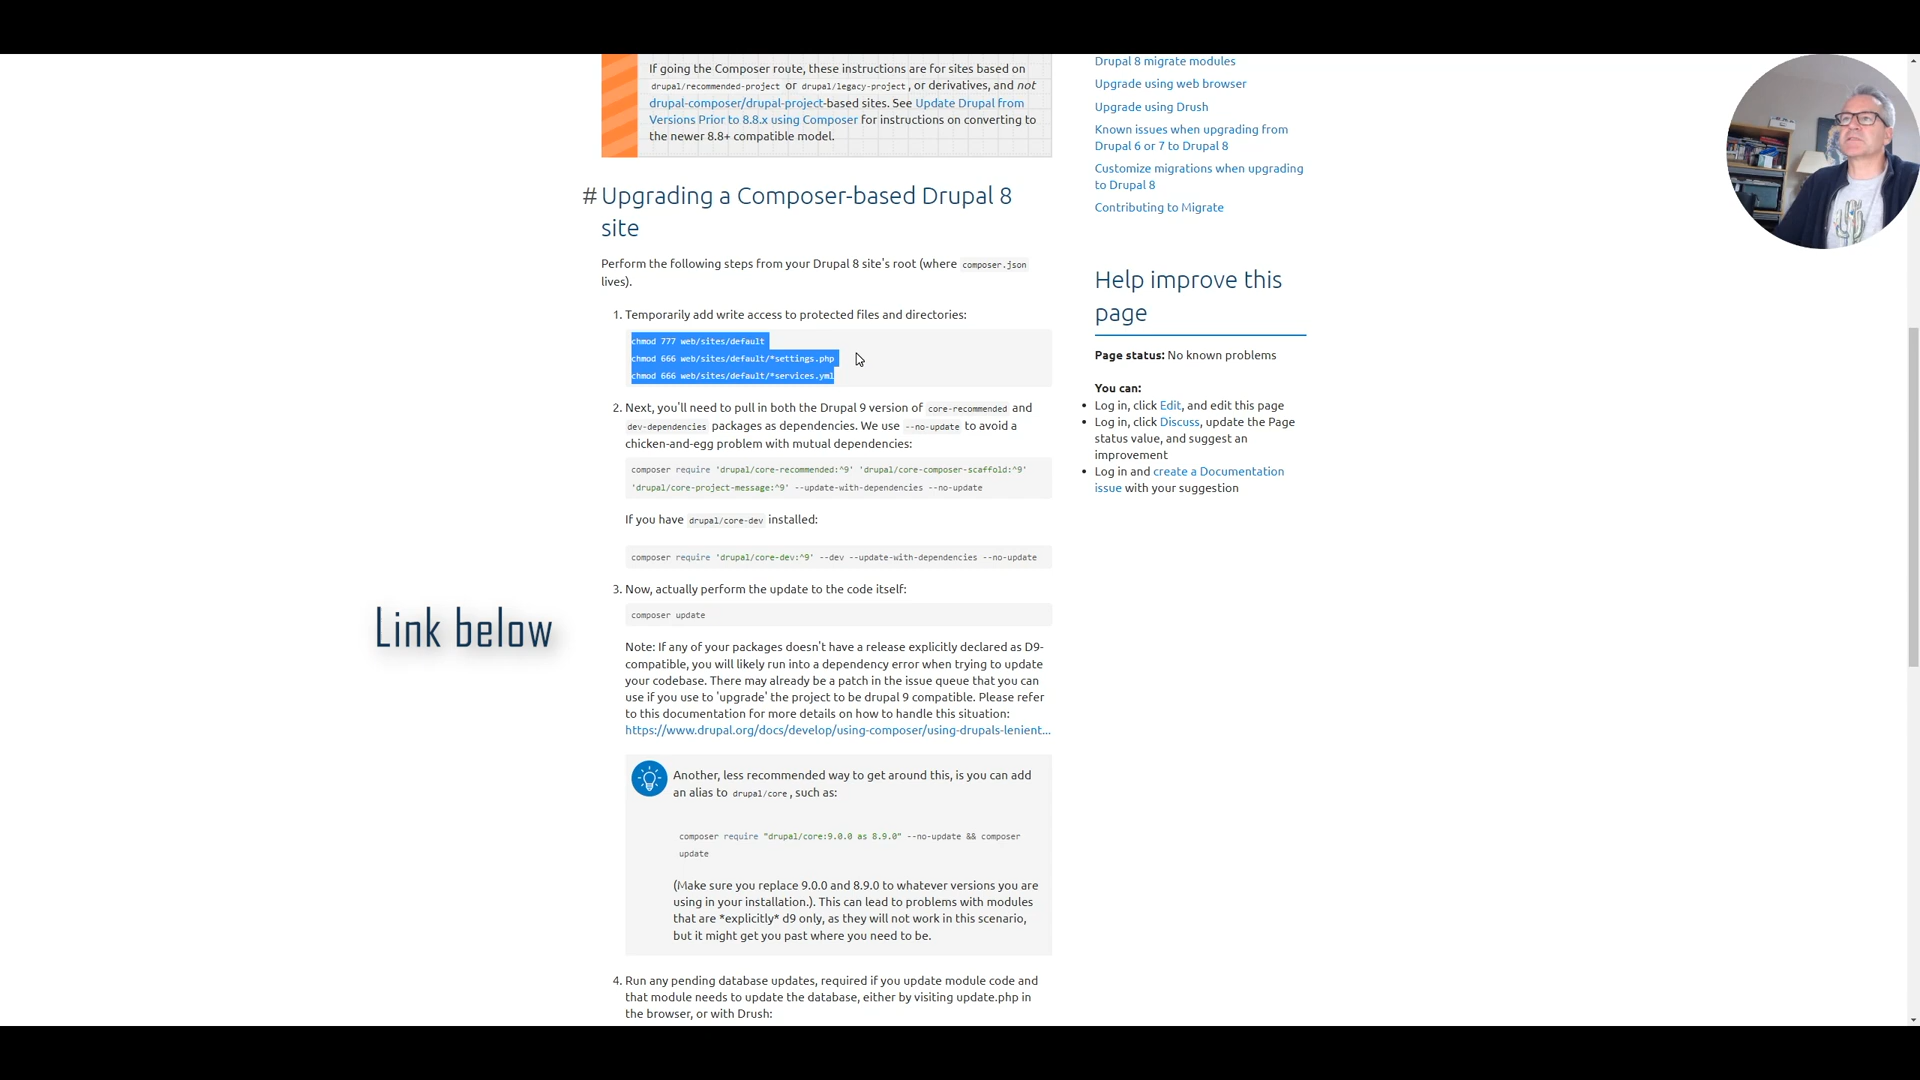 If going the Composer route, these instructions are for sites based on
drupal/recommended-project or drupal/legacy-project, or derivatives, and not
drupal-composer/drupal-project-based sites. See Update Drupal from
Versions Prior to 8.8.x using Composer for instructions on converting to
the newer 8.8+ compatible model.
# Upgrading a Composer-based Drupal 8
site
Perform the following steps from your Drupal 8 site's root (where composer.json
lives).
1. Temporarily add write access to protected files and directories:
chmod 777 web/sites/default
chmod 666 web/sites/default/*settings.php
chmod 666 web/sites/default/*services.yml
2. Next, you'll need to pull in both the Drupal 9 version of core-recommended and
dev-dependencies packages as dependencies. We use --no-update to avoid a
chicken-and-egg problem with mutual dependencies:
composer require 'drupal/core-recommended:^9' 'drupal/core-composer-scaffold:^9'
'drupal/core-project-message:^9' --update-with-dependencies --no-update
If you have drupal/core-dev installed:
composer require 'drupal/core-dev:^9' --dev --update-with-dependencies --no-update
3. Now, actually perform the update to the code itself:
composer update
Note: If any of your packages doesn't have a release explicitly declared as D9-
compatible, you will likely run into a dependency error when trying to update
your codebase. There may already be a patch in the issue queue that you can
use if you use to 'upgrade' the project to be drupal 9 compatible. Please refer
to this documentation for more details on how to handle this situation:
https://www.drupal.org/docs/develop/using-composer/using-drupals-lenient...
Another, less recommended way to get around this, is you can add
an alias to drupal/core, such as:
composer require "drupal/core:9.0.0 as 8.9.0" --no-update && composer
update
(Make sure you replace 9.0.0 and 8.9.0 to whatever versions you are
using in your installation.). This can lead to problems with modules
that are *explicitly* d9 only, as they will not work in this scenario,
but it might get you past where you need to be.
4. Run any pending database updates, required if you update module code and
that module needs to update the database, either by visiting update.php in
the browser, or with Drush:
Link below
Drupal 8 migrate modules
Upgrade using web browser
Upgrade using Drush
Known issues when upgrading from
Drupal 6 or 7 to Drupal 8
Customize migrations when upgrading
to Drupal 8
Contributing to Migrate
Help improve this
page
Page status: No known problems
You can:
• Log in, click Edit, and edit this page
• Log in, click Discuss, update the Page
status value, and suggest an
improvement
• Log in and create a Documentation
issue with your suggestion